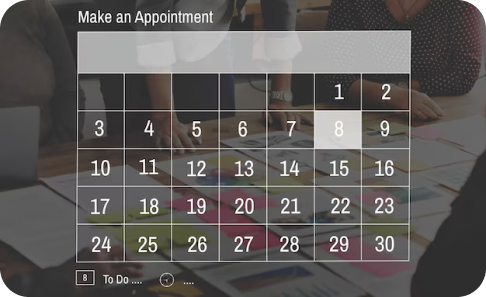 Make an Appointment
1 2
3 4 5 6 7 8 9
10 11 12 13 14 15 16
17 18 19 20 21 22 23
24 25 26 27 28 29 30
8 To Do .... ....